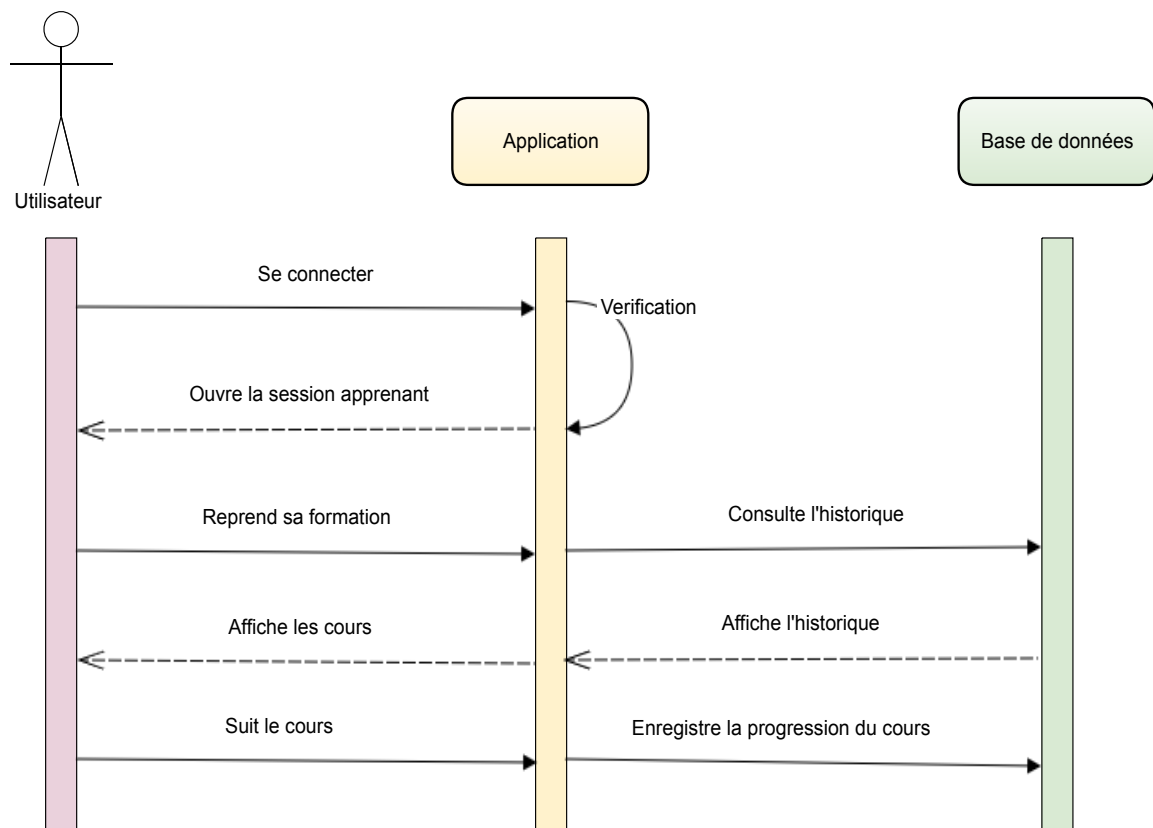 Application
Base de données
Utilisateur
Se connecter
Verification
Ouvre la session apprenant
Reprend sa formation
Consulte l'historique
Affiche les cours
Affiche l'historique
Suit le cours
Enregistre la progression du cours